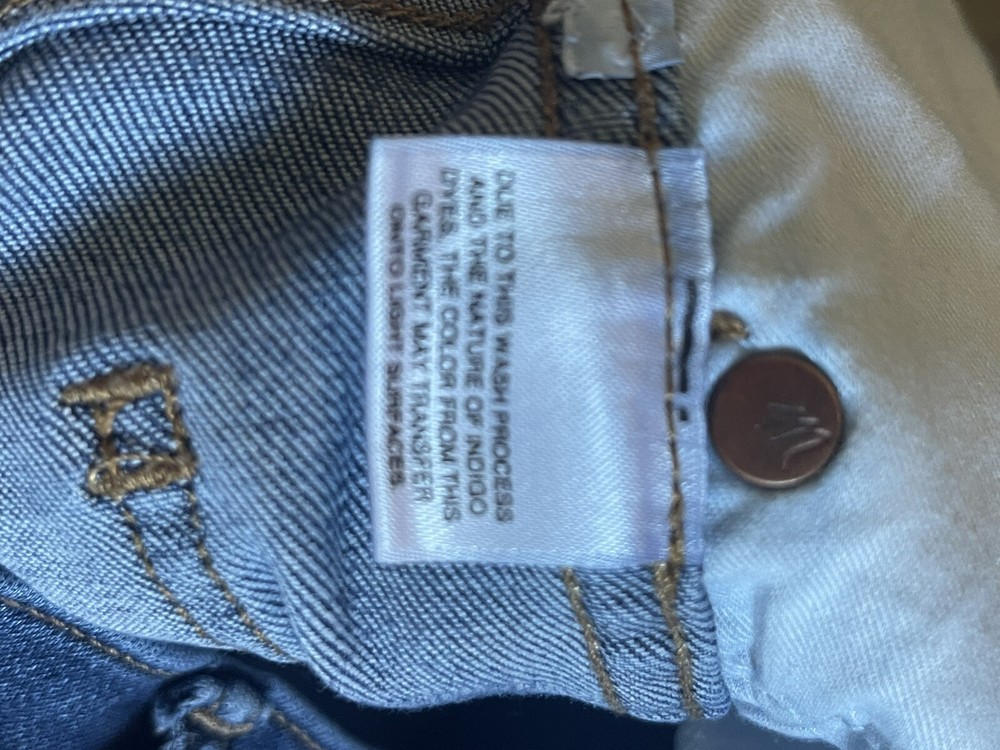 DUE TO THIS WASH PROCESS
AND THE NATURE OF INDIGO
DYES, THE COLOR FROM THIS
GARMENT MAY TRANSFER
ONTO LIGHT SURFACES